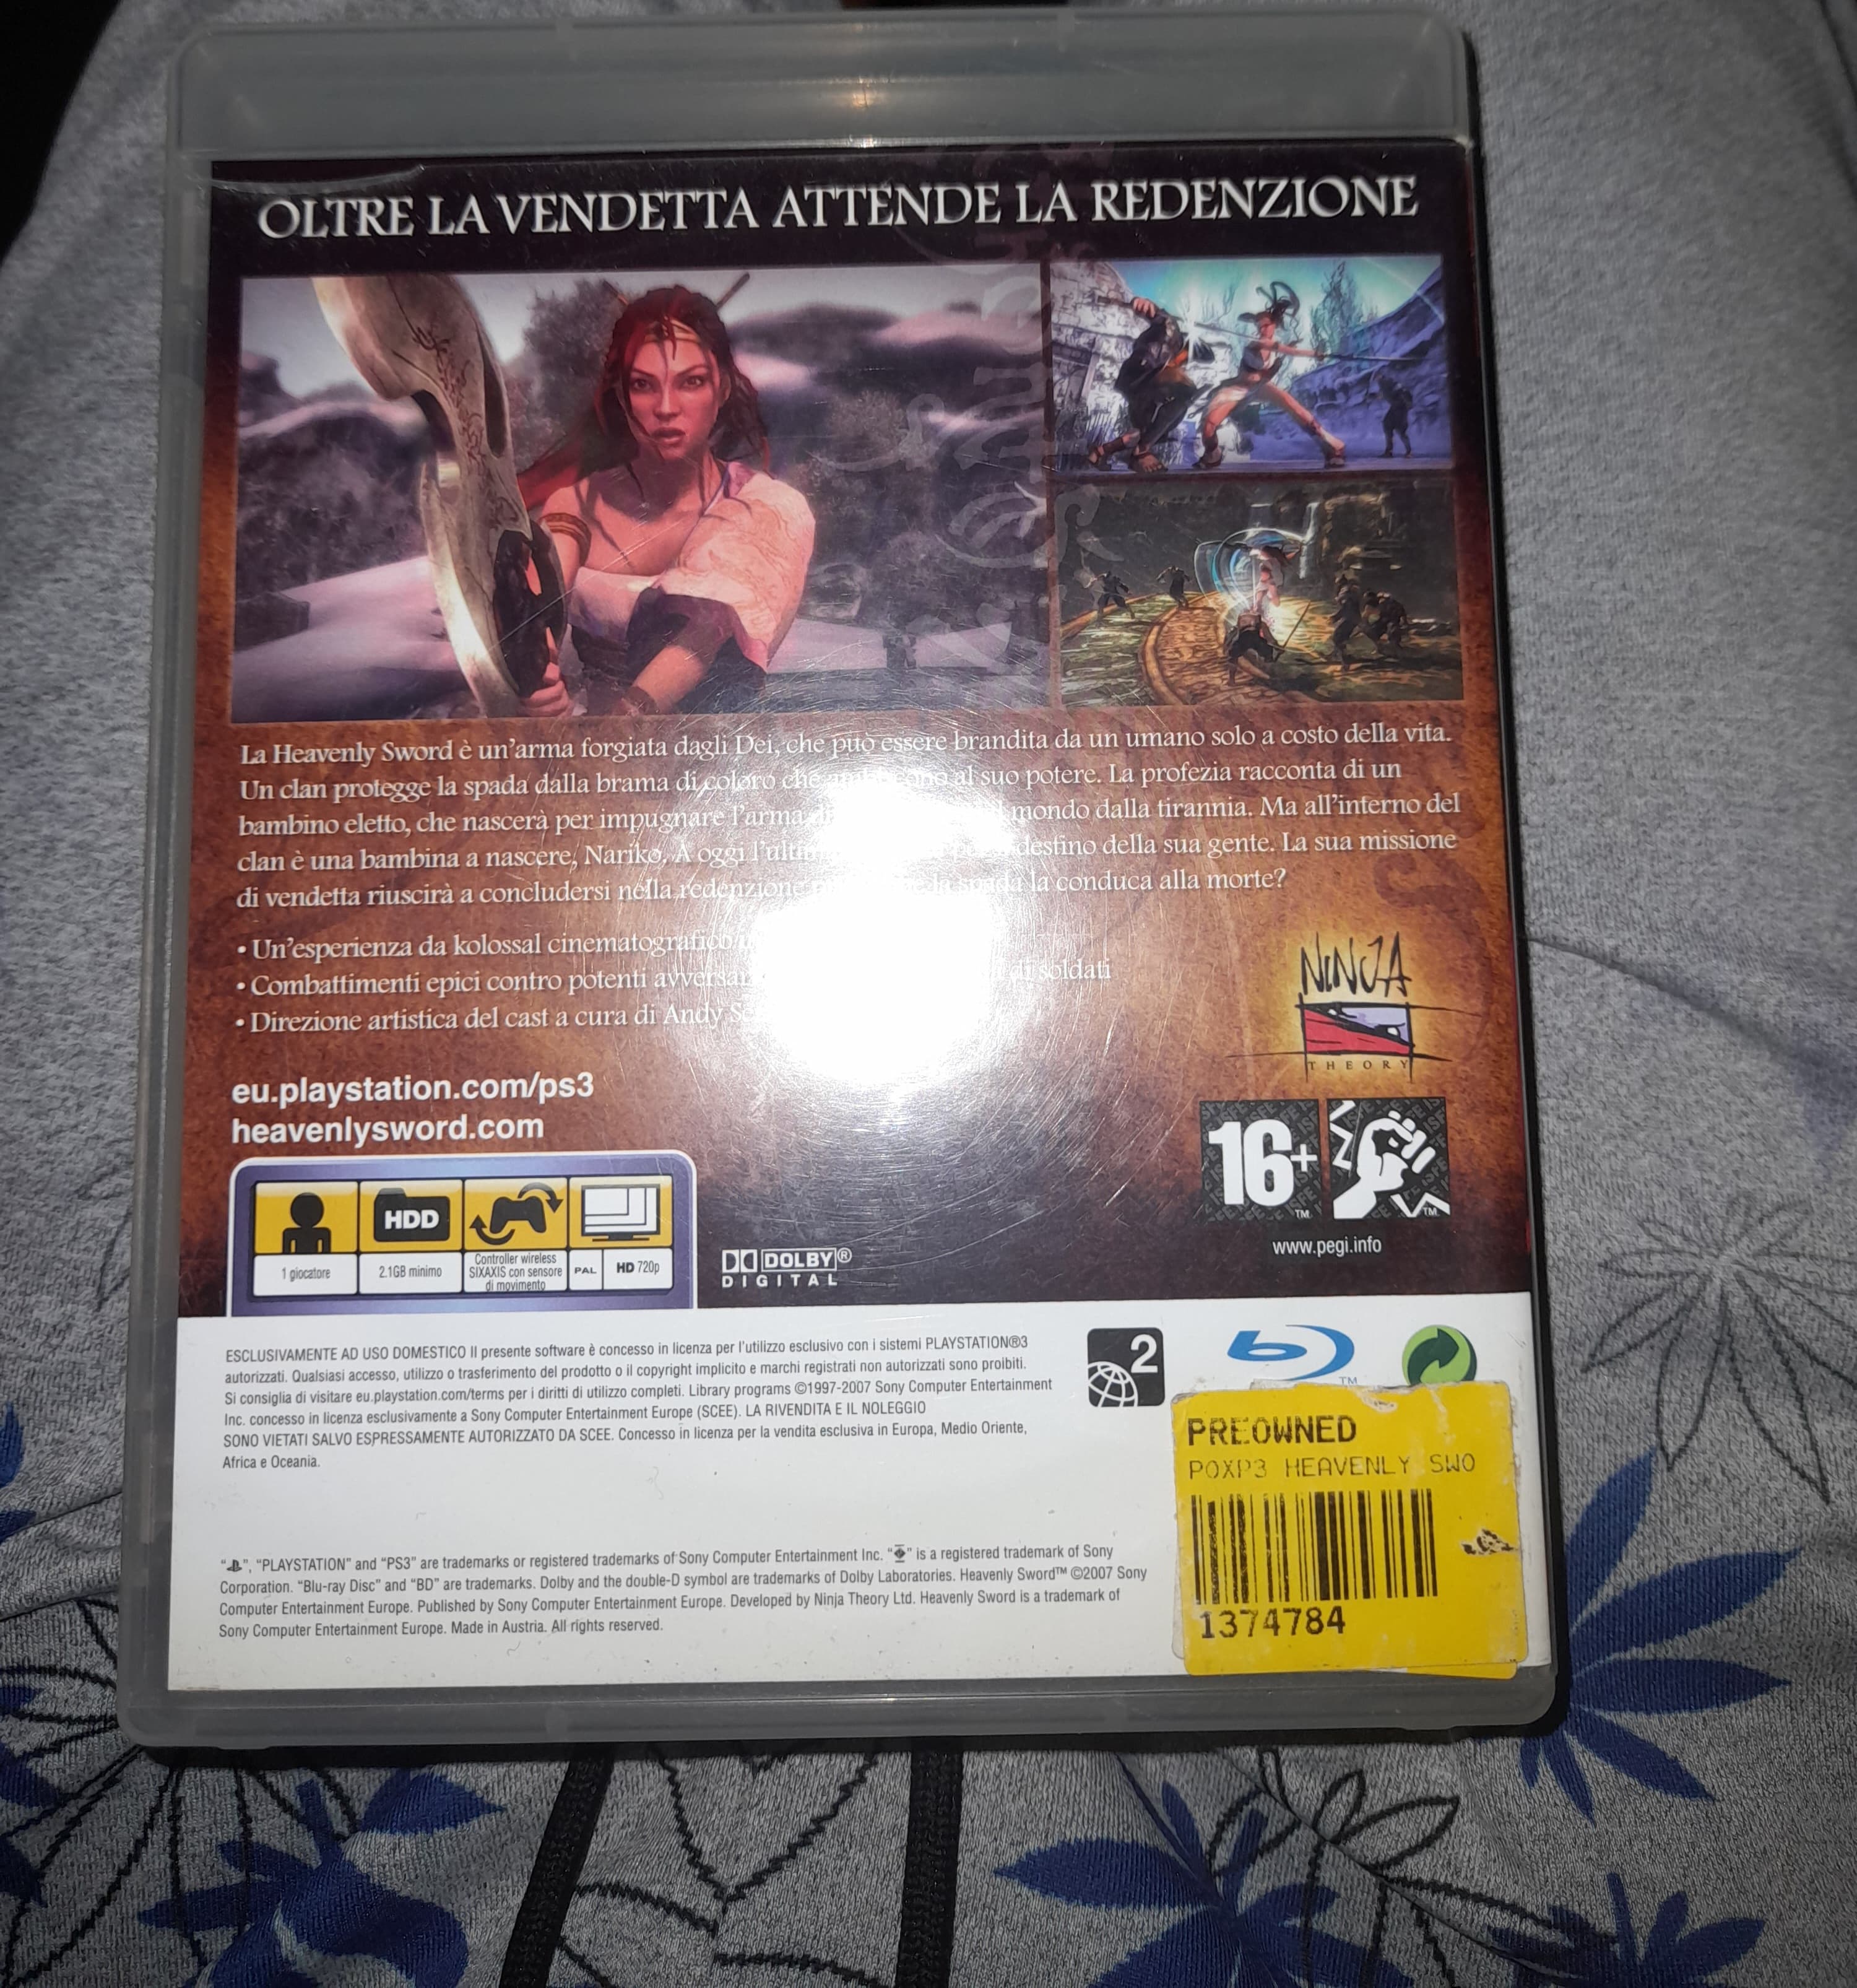 OLTRE LA VENDETTA ATTENDE LA REDENZIONE
La Heavenly Sword è un'arma forgiata dagli Dei, che può essere brandita da un umano solo a costo della vita.
Un clan protegge la spada dalla brama di coloro che al suo potere. La profezia racconta di un
bambino eletto, che nascerà per impugnare l'arma mondo dalla tirannia. Ma all'interno del
clan è una bambina a nascere, Nariko. A oggi destino della sua gente. La sua missione
di vendetta riuscirà a concludersi nella redenzione la spada la conduca alla morte?
• Un'esperienza da kolossal cinematografico
• Combattimenti epici contro potenti di soldati
• Direzione artistica del cast a cura di Andy
NINJA
THEORY
eu.playstation.com/ps3
heavenlysword.com
16+
TM
TM
www.pegi.info
HDD
1 giocatore
2.1GB minimo
Controller wireless
SIXAXIS con sensore
di movimento
PAL
HD 720p
DOLBY®
DIGITAL
ESCLUSIVAMENTE AD USO DOMESTICO Il presente software è concesso in licenza per l'utilizzo esclusivo con i sistemi PLAYSTATION®3
autorizzati. Qualsiasi accesso, utilizzo o trasferimento del prodotto o il copyright implicito e marchi registrati non autorizzati sono proibiti.
Si consiglia di visitare eu.playstation.com/terms per i diritti di utilizzo completi. Library programs ©1997-2007 Sony Computer Entertainment
Inc. concesso in licenza esclusivamente a Sony Computer Entertainment Europe (SCEE). LA RIVENDITA E IL NOLEGGIO
SONO VIETATI SALVO ESPRESSAMENTE AUTORIZZATO DA SCEE. Concesso in licenza per la vendita esclusiva in Europa, Medio Oriente,
Africa e Oceania.
2
TM
PREOWNED
POXP3 HEAVENLY SWO
1374784
"", "PLAYSTATION" and "PS3" are trademarks or registered trademarks of Sony Computer Entertainment Inc. "" is a registered trademark of Sony
Corporation. "Blu-ray Disc" and "BD" are trademarks. Dolby and the double-D symbol are trademarks of Dolby Laboratories. Heavenly Sword™ ©2007 Sony
Computer Entertainment Europe. Published by Sony Computer Entertainment Europe. Developed by Ninja Theory Ltd. Heavenly Sword is a trademark of
Sony Computer Entertainment Europe. Made in Austria. All rights reserved.